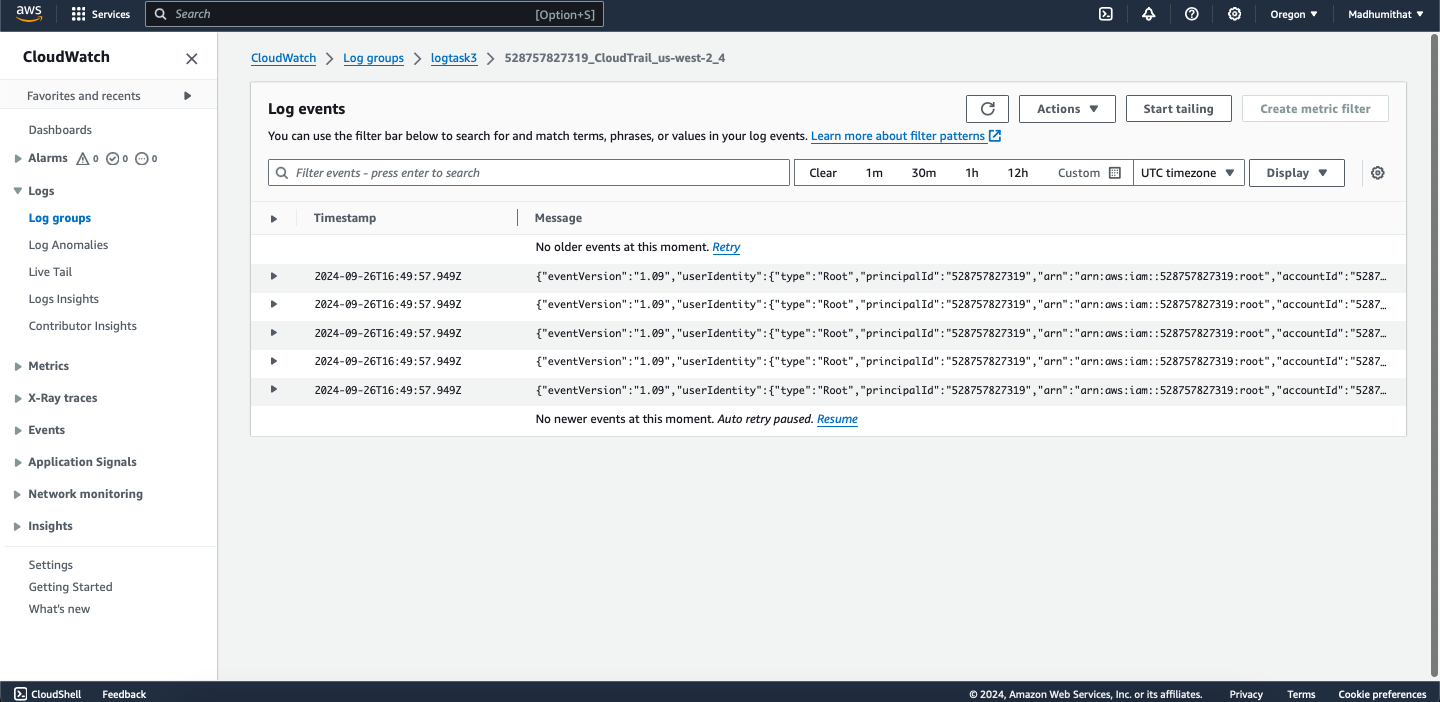 aws Services Search [Option+S] Oregon Madhumithat
CloudWatch
Favorites and recents
Dashboards
Alarms 0 0 0
Logs
Log groups
Log Anomalies
Live Tail
Logs Insights
Contributor Insights
Metrics
X-Ray traces
Events
Application Signals
Network monitoring
Insights
Settings
Getting Started
What's new
CloudWatch Log groups logtask3 528757827319_CloudTrail_us-west-2_4
Log events Actions Start tailing Create metric filter
You can use the filter bar below to search for and match terms, phrases, or values in your log events. Learn more about filter patterns
Filter events - press enter to search Clear 1m 30m 1h 12h Custom UTC timezone Display
Timestamp Message
No older events at this moment. Retry
2024-09-26T16:49:57.949Z {"eventVersion":"1.09","userIdentity":{"type":"Root","principalId":"528757827319","arn":"arn:aws:iam::528757827319:root","accountId":"5287…
2024-09-26T16:49:57.949Z {"eventVersion":"1.09","userIdentity":{"type":"Root","principalId":"528757827319","arn":"arn:aws:iam::528757827319:root","accountId":"5287…
2024-09-26T16:49:57.949Z {"eventVersion":"1.09","userIdentity":{"type":"Root","principalId":"528757827319","arn":"arn:aws:iam::528757827319:root","accountId":"5287…
2024-09-26T16:49:57.949Z {"eventVersion":"1.09","userIdentity":{"type":"Root","principalId":"528757827319","arn":"arn:aws:iam::528757827319:root","accountId":"5287…
2024-09-26T16:49:57.949Z {"eventVersion":"1.09","userIdentity":{"type":"Root","principalId":"528757827319","arn":"arn:aws:iam::528757827319:root","accountId":"5287…
No newer events at this moment. Auto retry paused. Resume
CloudShell Feedback © 2024, Amazon Web Services, Inc. or its affiliates. Privacy Terms Cookie preferences